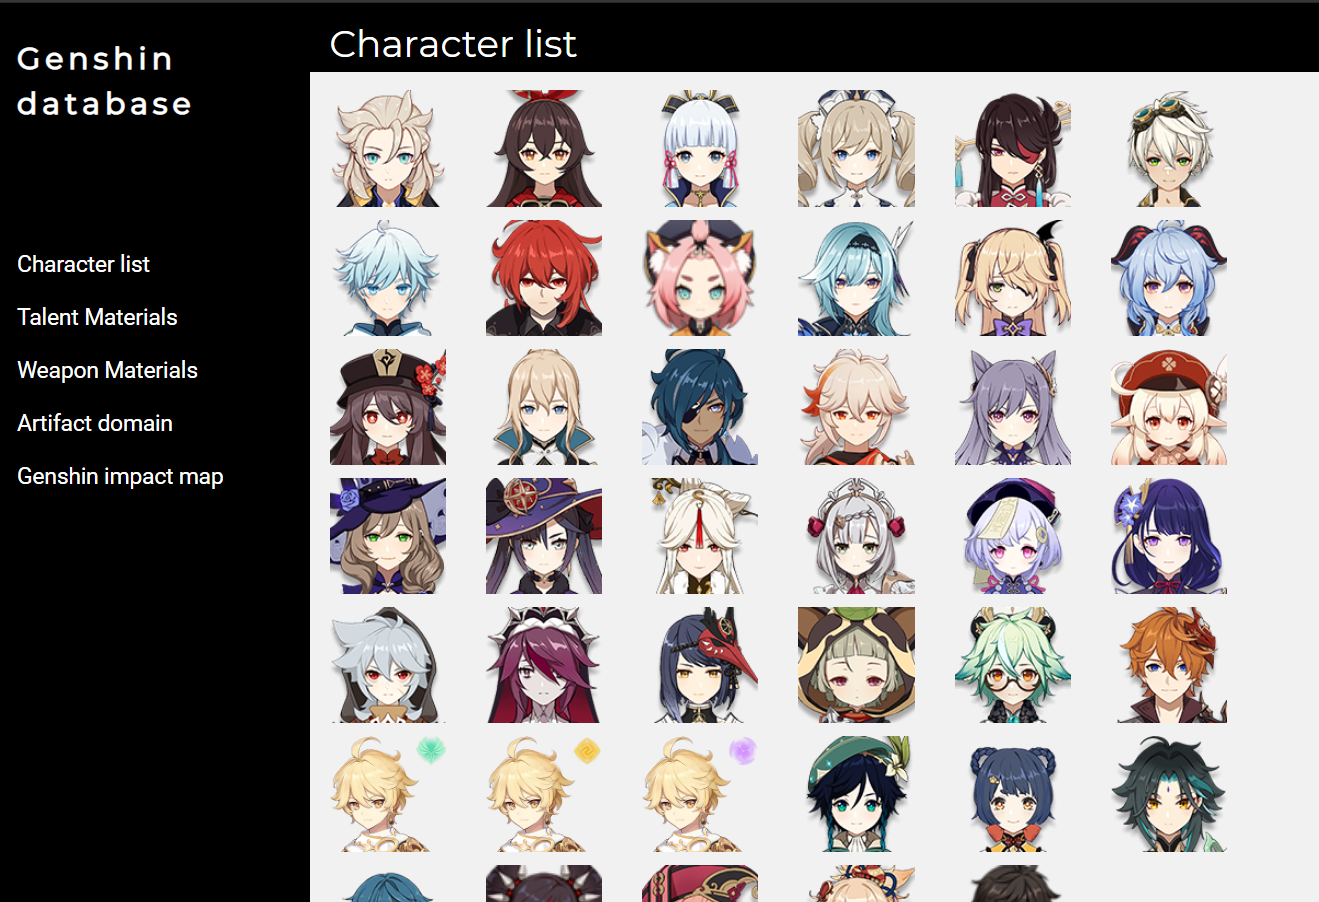 Genshin
database
Character list
Talent Materials
Weapon Materials
Artifact domain
Genshin impact map
Character list